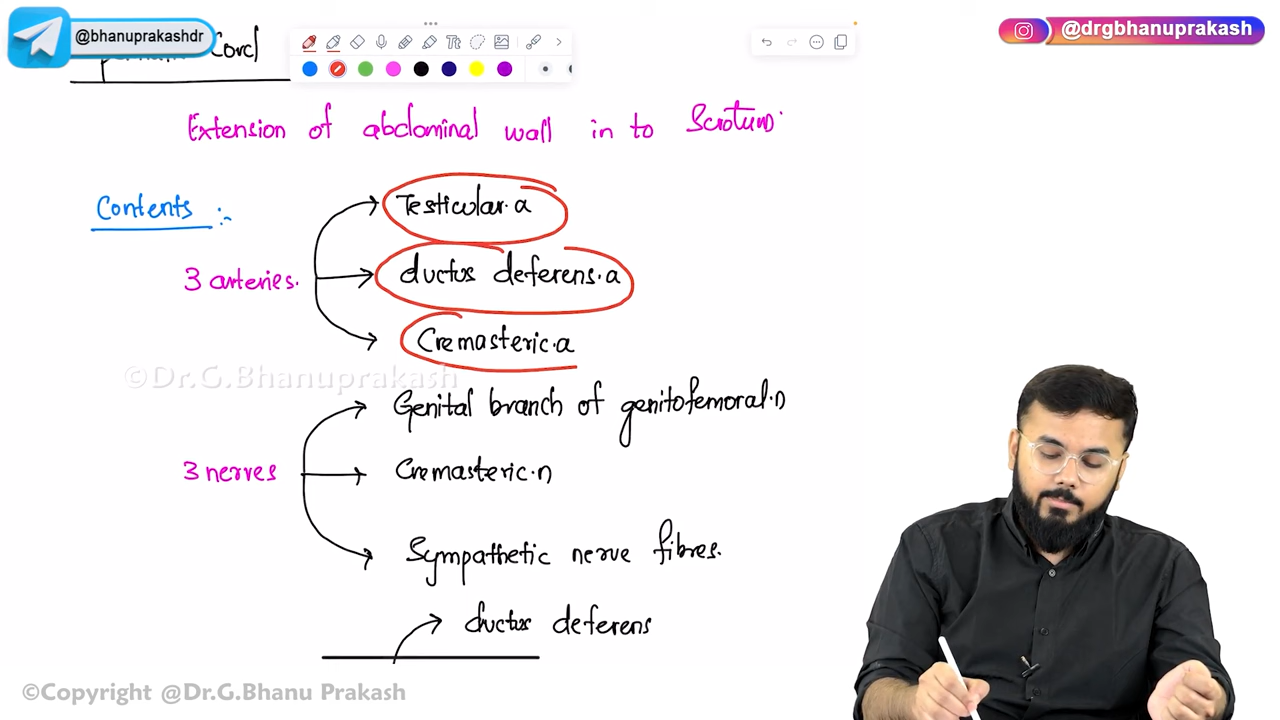 @bhanuprakashdr
@drgbhanuprakash
Cord
Extension of abdominal wall in to Scrotum.
Contents :-
Testicular.a
3 arteries.
ductus deferens.a
Cremasteric.a
©Dr.G.Bhanuprakash
Genital branch of genitofemoral.n
3 nerves
Cremasteric.n
Sympathetic nerve fibres.
ductus deferens
©Copyright @Dr.G.Bhanu Prakash